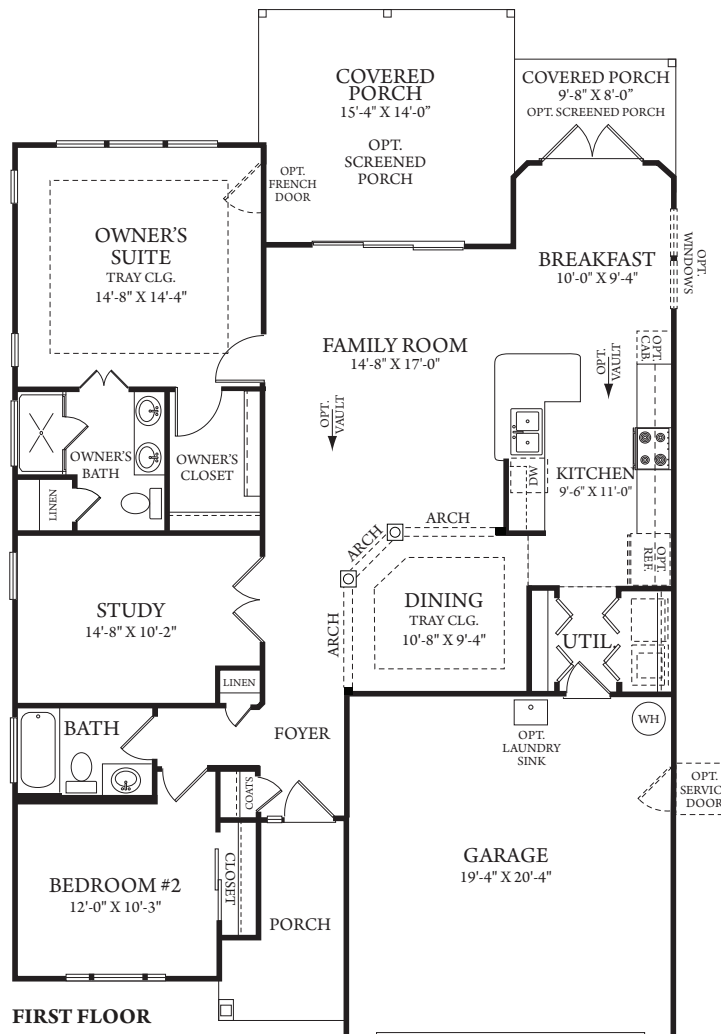 COVERED
PORCH
15'-4" X 14'-0"
OPT.
SCREENED
PORCH
COVERED PORCH
9'-8" X 8'-0"
OPT. SCREENED PORCH
OPT.
FRENCH
DOOR
OWNER'S
SUITE
TRAY CLG.
14'-8" X 14'-4"
BREAKFAST
10'-0" X 9'-4"
OPT.
WINDOWS
FAMILY ROOM
14'-8" X 17'-0"
OPT.
VAULT
OPT.
VAULT
OPT.
CAB.
OWNER'S
BATH
OWNER'S
CLOSET
LINEN
DW
KITCHEN
9'-6" X 11'-0"
OPT.
REF.
ARCH
ARCH
ARCH
STUDY
14'-8" X 10'-2"
DINING
TRAY CLG.
10'-8" X 9'-4"
UTIL.
LINEN
BATH
FOYER
OPT.
LAUNDRY
SINK
WH
COATS
OPT.
SERVIC
DOOR
BEDROOM #2
12'-0" X 10'-3"
CLOSET
PORCH
GARAGE
19'-4" X 20'-4"
FIRST FLOOR